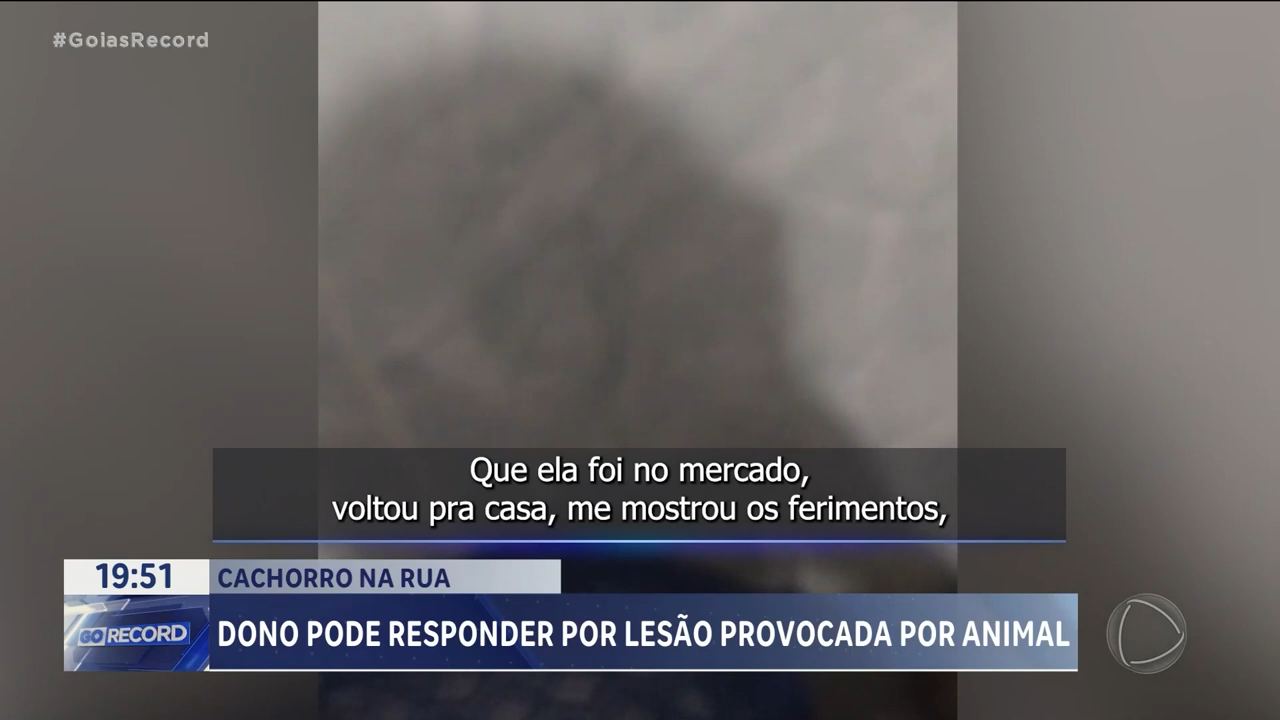 #GoiasRecord
Que ela foi no mercado,
voltou pra casa, me mostrou os ferimentos,
19:51
CACHORRO NA RUA
GO RECORD
DONO PODE RESPONDER POR LESÃO PROVOCADA POR ANIMAL